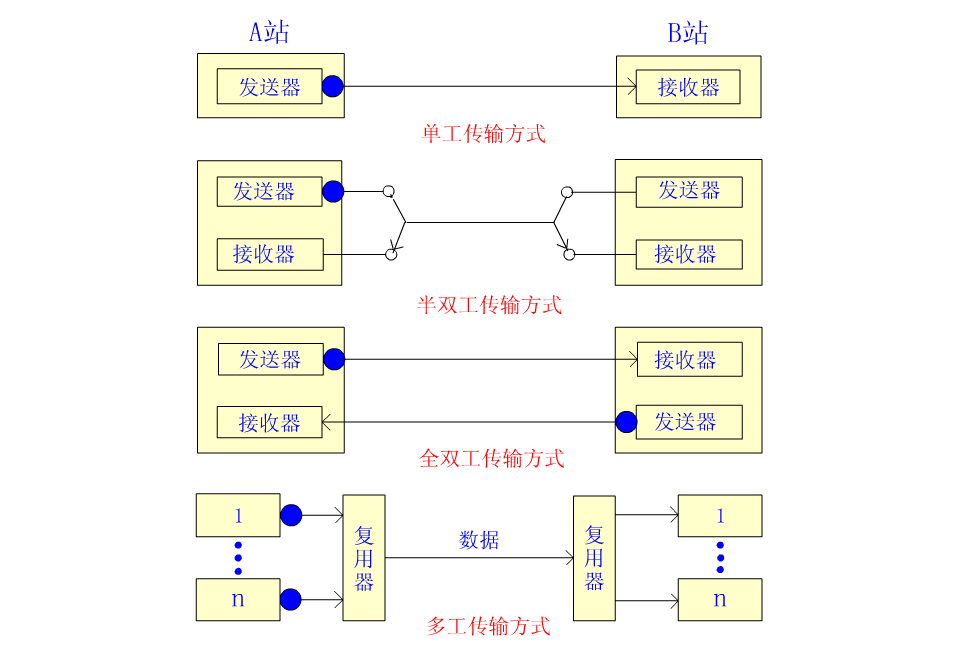 A站
B站
发送器
接收器
单工传输方式
发送器
发送器
接收器
接收器
半双工传输方式
发送器
接收器
接收器
发送器
全双工传输方式
1
复用器
数据
复用器
1
n
n
多工传输方式